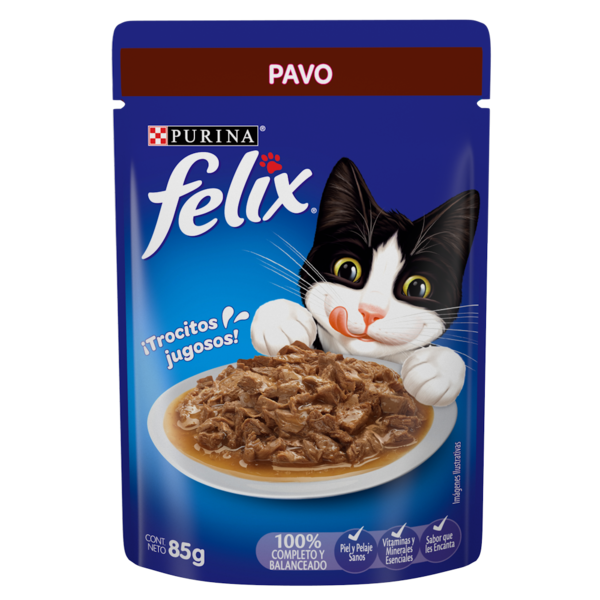 PAVO
PURINA®
felix®
¡Trocitos
jugosos!
Imágenes Ilustrativas
CONT
NETO 85g
100%
COMPLETO Y
BALANCEADO
Piel y Pelaje
Sanos
Vitaminas y
Minerales
Esenciales
Sabor que
les Encanta